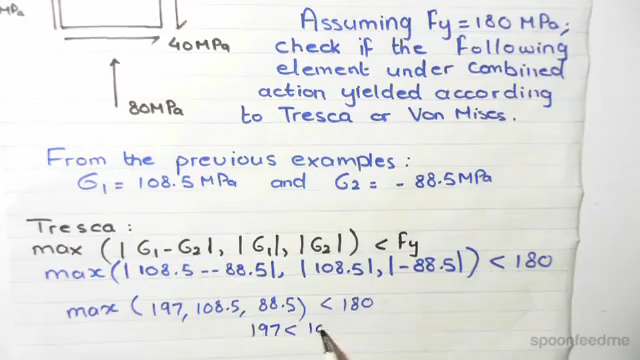 MPa
40MPa
80MPa
Assuming Fy = 180 MPa;
check if the following
element under combined
action yielded according
to Tresca or Von Mises.
From the previous examples:
σ1 = 108.5 MPa and σ2 = - 88.5MPa
Tresca:
max (|σ1-σ2|, |σ1|, |σ2|) < Fy
max(|108.5 - - 88.5|, |108.5|, |-88.5|) < 180
max (197, 108.5, 88.5) < 180
197 < 1
spoonfeedme